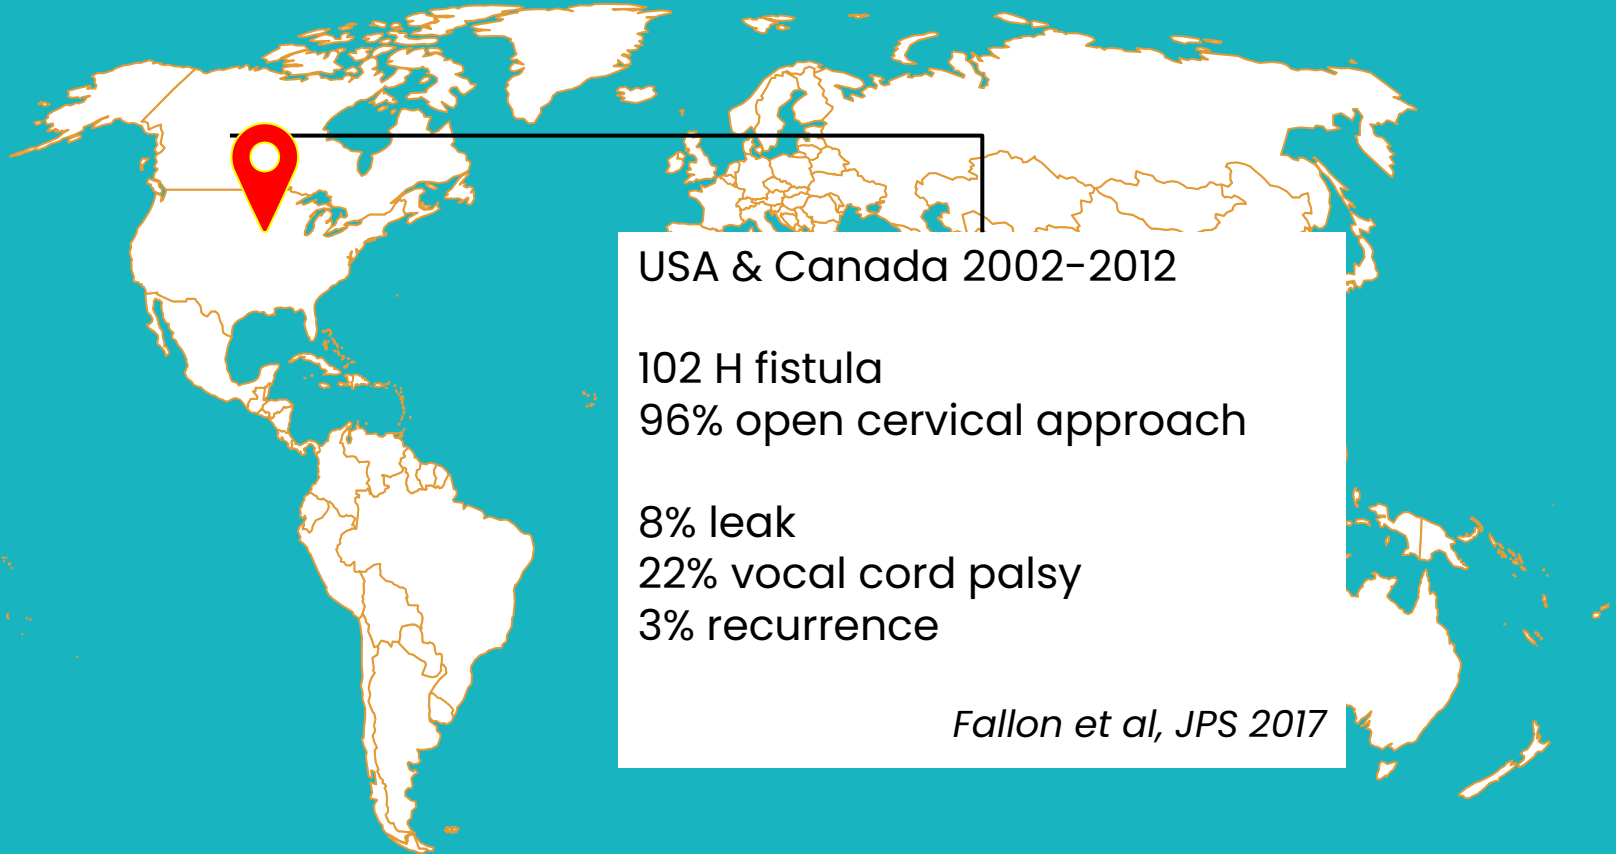 USA & Canada 2002-2012
102 H fistula
96% open cervical approach
8% leak
22% vocal cord palsy
3% recurrence
Fallon et al, JPS 2017